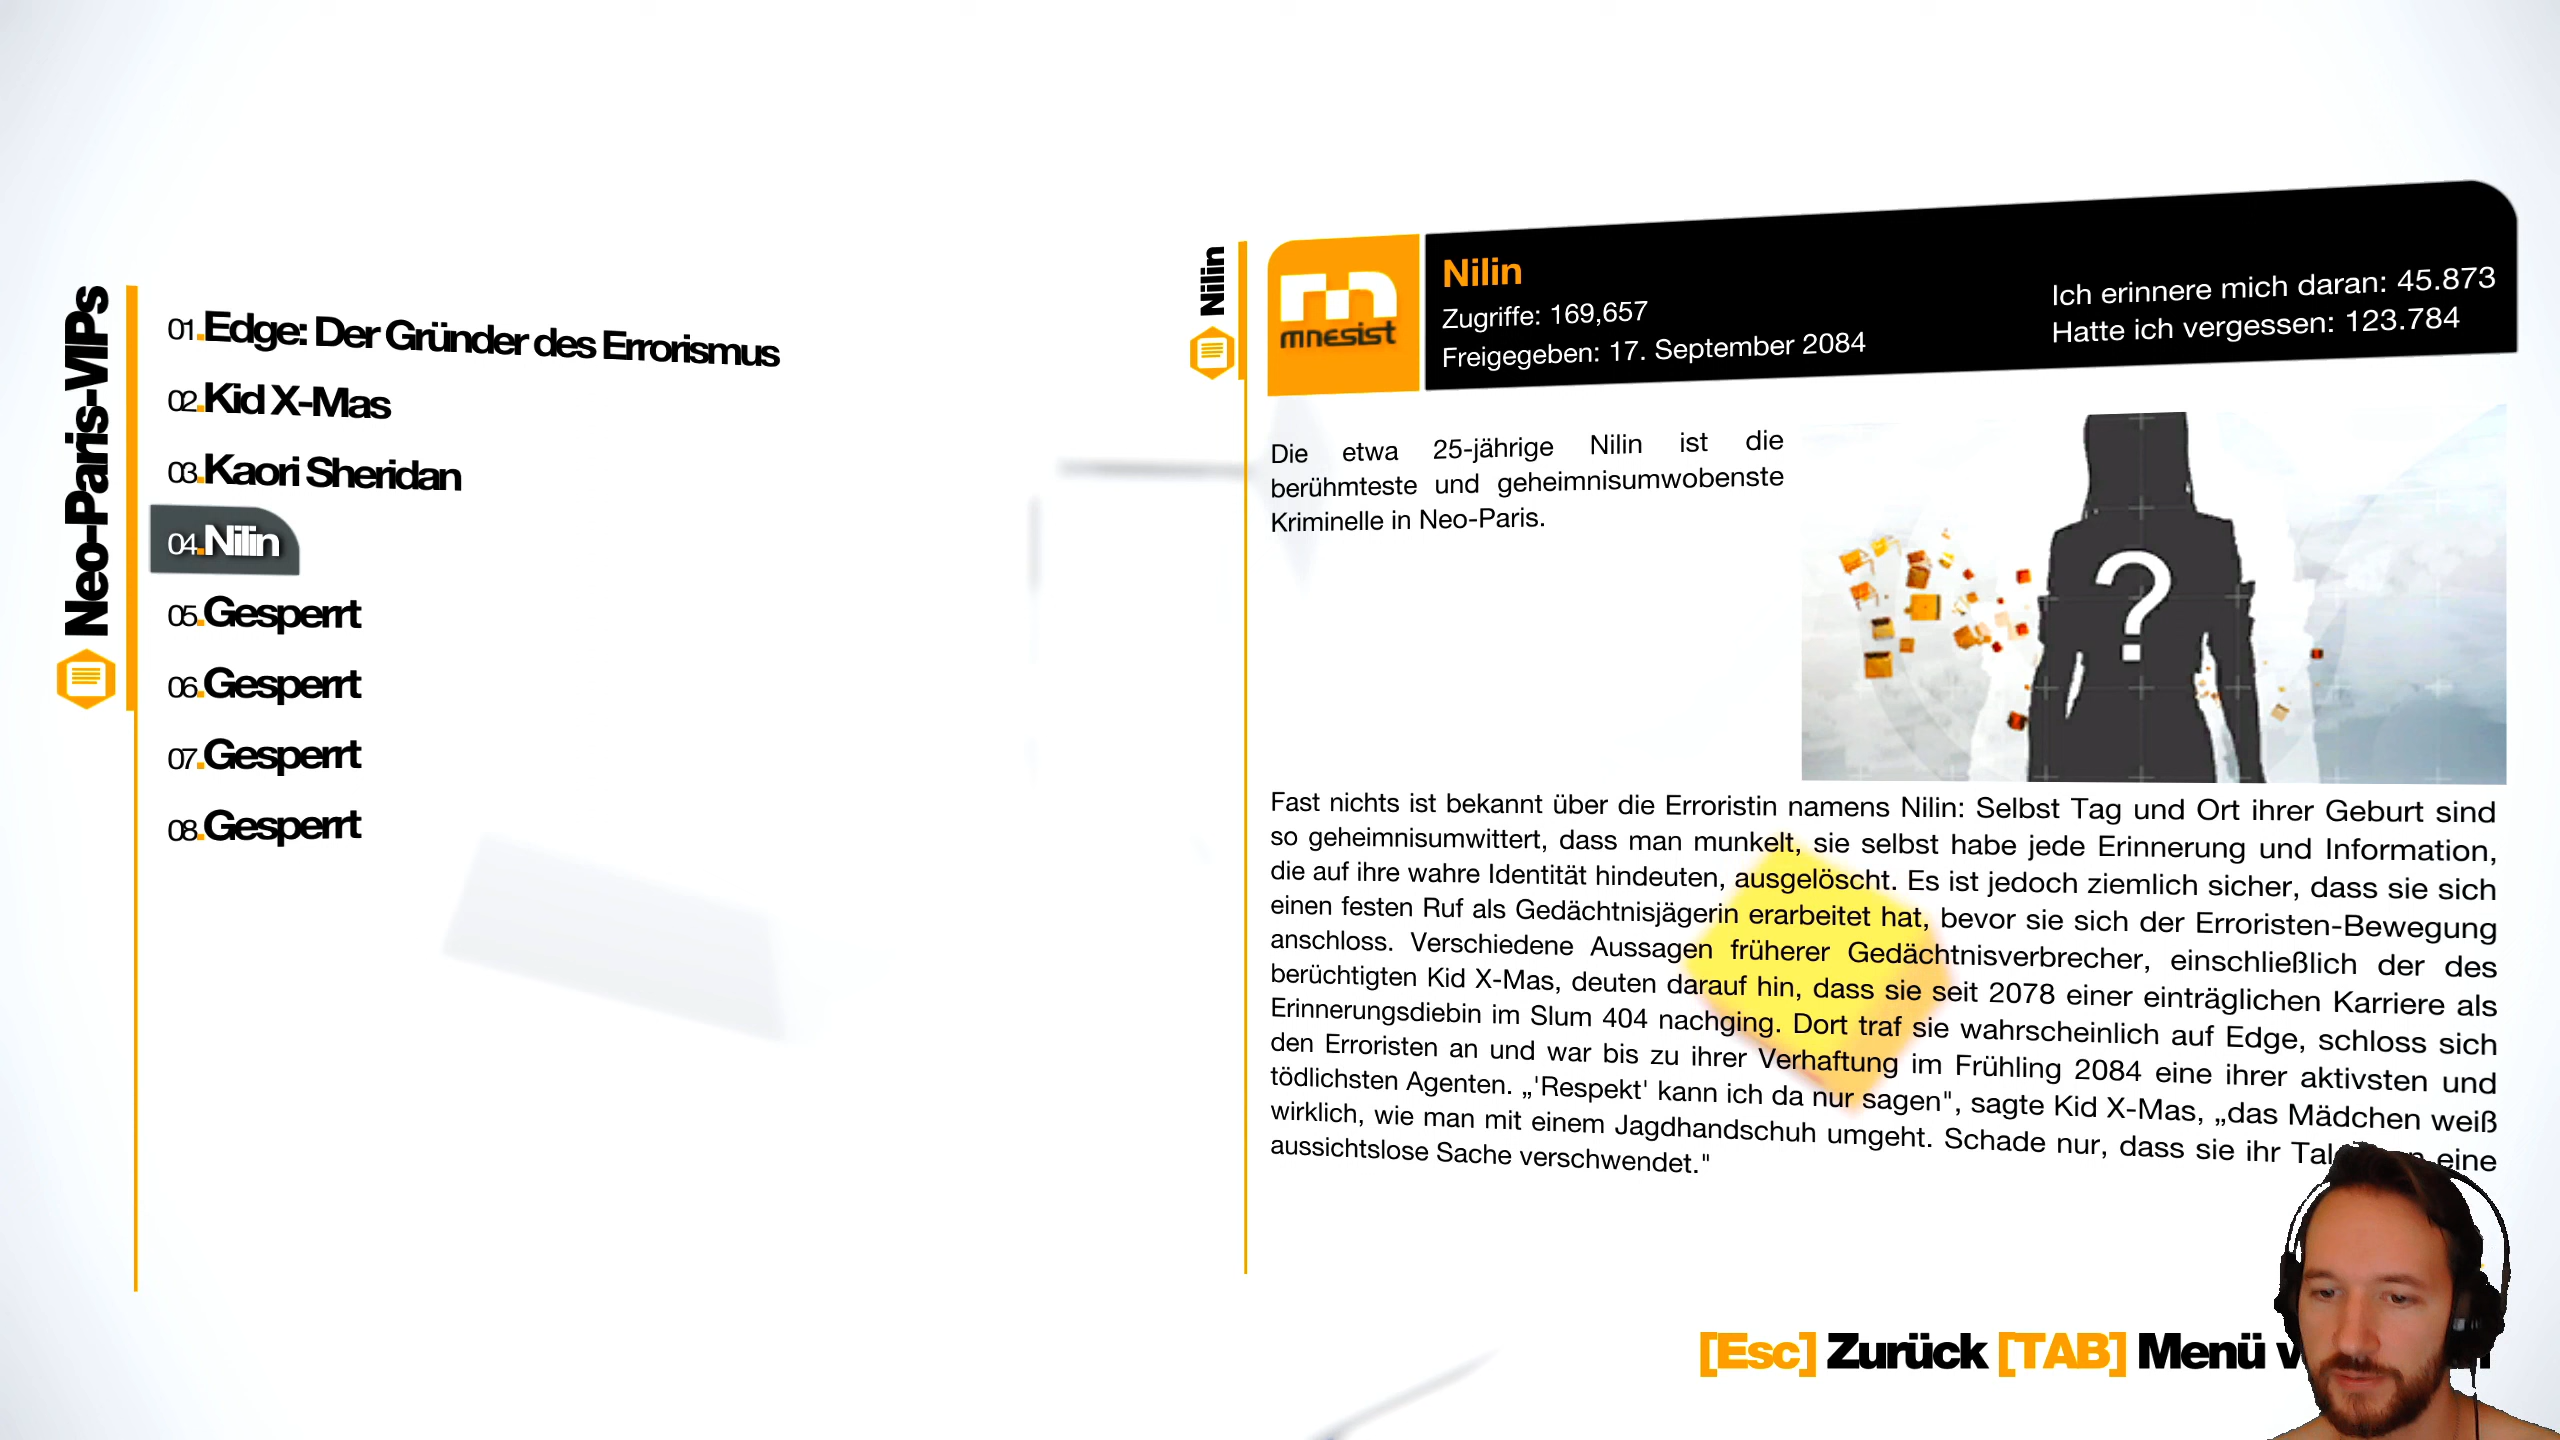 Neo-Paris-VIPs
01.Edge: Der Gründer des Errorismus
02.Kid X-Mas
03.Kaori Sheridan
04.Nilin
05.Gesperrt
06.Gesperrt
07.Gesperrt
08.Gesperrt
Nilin
mnesist
Nilin
Zugriffe: 169,657
Freigegeben: 17. September 2084
Ich erinnere mich daran: 45.873
Hatte ich vergessen: 123.784
Die etwa 25-jährige Nilin ist die
berühmteste und geheimnisumwobenste
Kriminelle in Neo-Paris.
?
Fast nichts ist bekannt über die Erroristin namens Nilin: Selbst Tag und Ort ihrer Geburt sind
so geheimnisumwittert, dass man munkelt, sie selbst habe jede Erinnerung und Information,
die auf ihre wahre Identität hindeuten, ausgelöscht. Es ist jedoch ziemlich sicher, dass sie sich
einen festen Ruf als Gedächtnisjägerin erarbeitet hat, bevor sie sich der Erroristen-Bewegung
anschloss. Verschiedene Aussagen früherer Gedächtnisverbrecher, einschließlich der des
berüchtigten Kid X-Mas, deuten darauf hin, dass sie seit 2078 einer einträglichen Karriere als
Erinnerungsdiebin im Slum 404 nachging. Dort traf sie wahrscheinlich auf Edge, schloss sich
den Erroristen an und war bis zu ihrer Verhaftung im Frühling 2084 eine ihrer aktivsten und
tödlichsten Agenten. „'Respekt' kann ich da nur sagen", sagte Kid X-Mas, „das Mädchen weiß
wirklich, wie man mit einem Jagdhandschuh umgeht. Schade nur, dass sie ihr eine
aussichtslose Sache verschwendet."
[Esc] Zurück [TAB] Menü